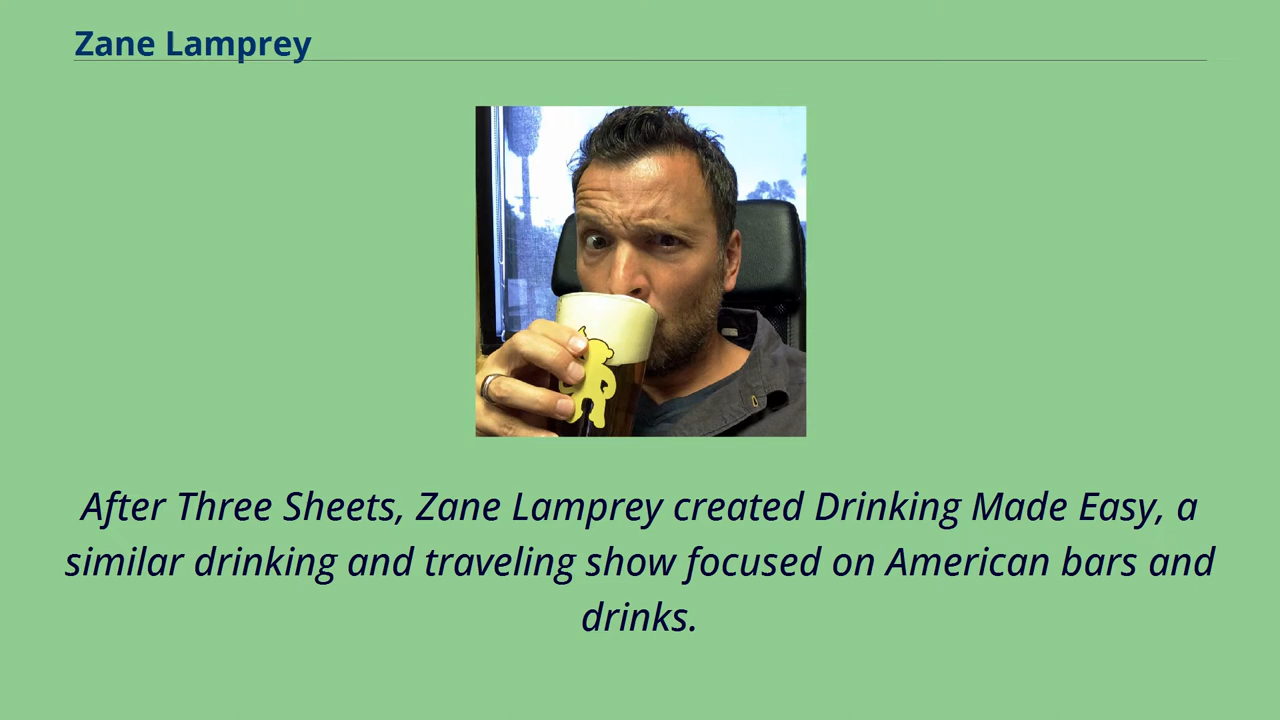 Zane Lamprey
After Three Sheets, Zane Lamprey created Drinking Made Easy, a
similar drinking and traveling show focused on American bars and
drinks.